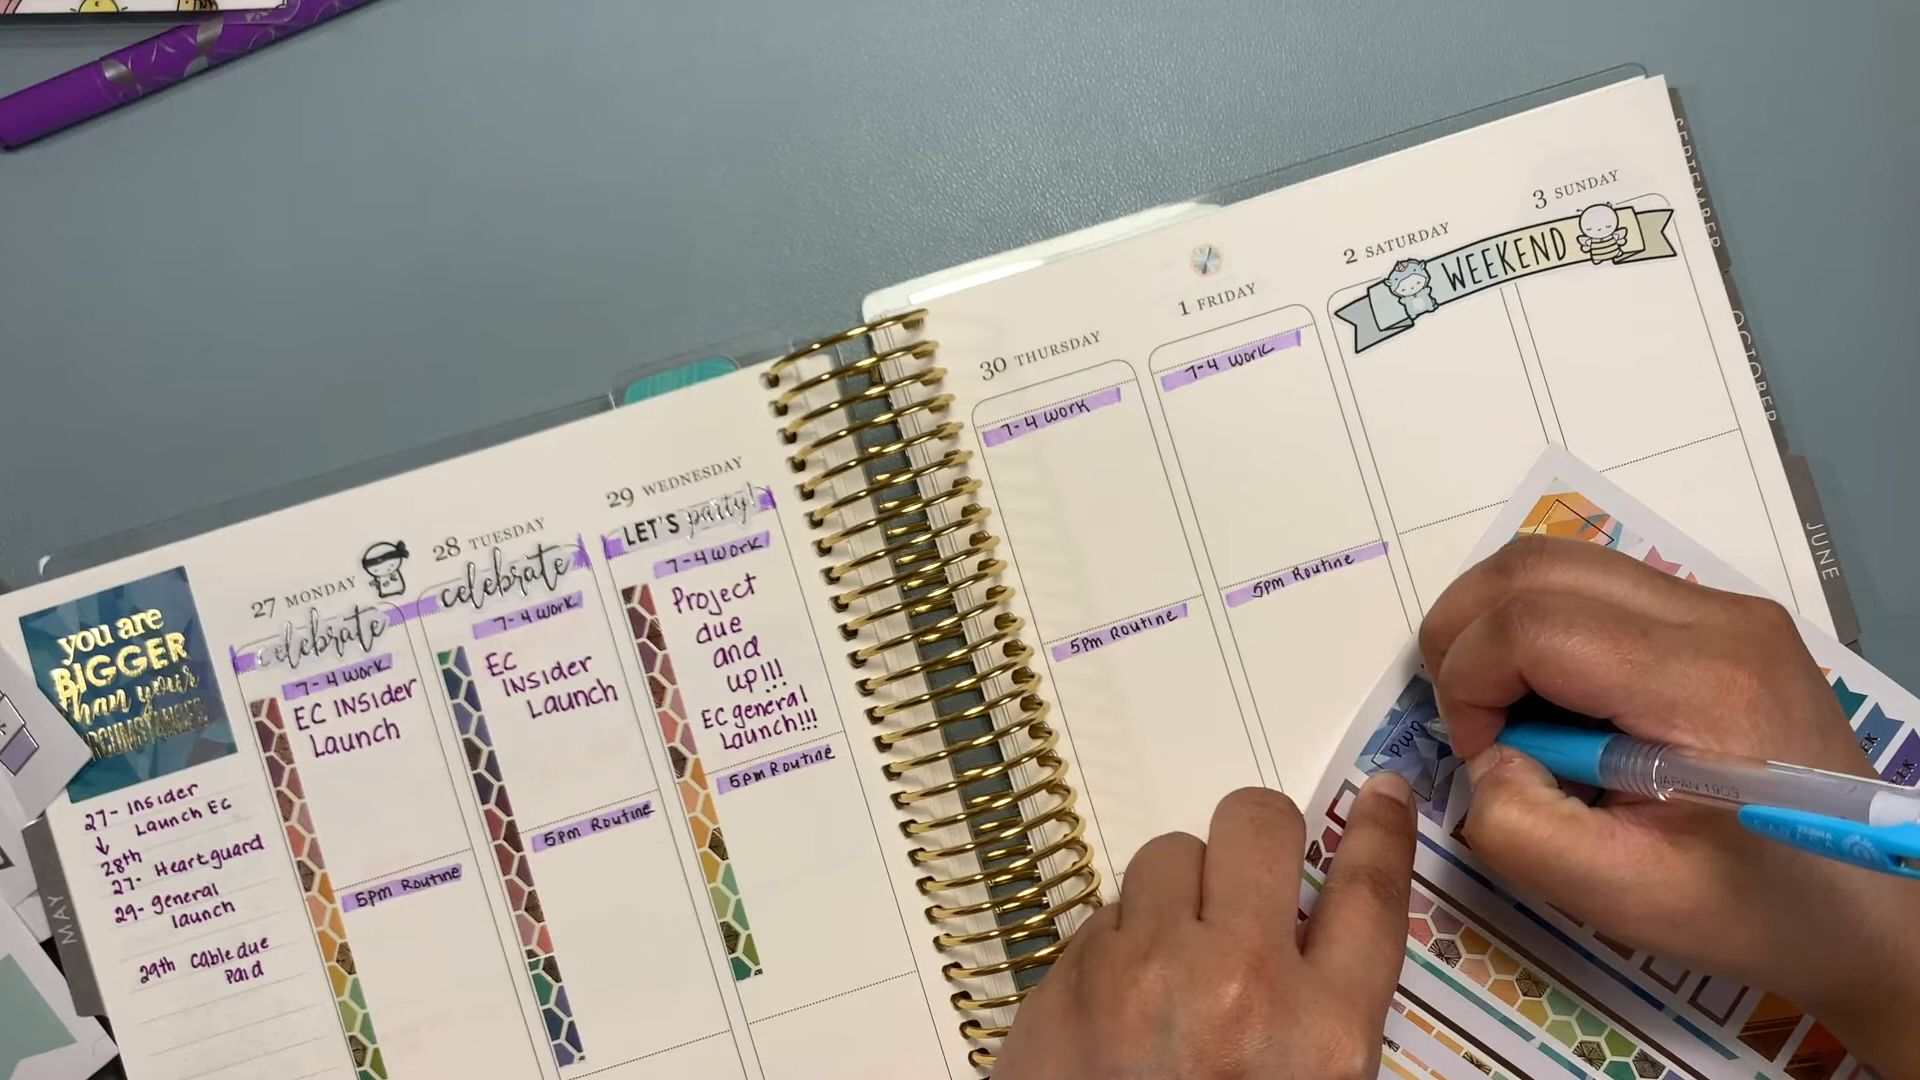 you are
BIGGER
than your
CIRCUMSTANCES
27- Insider
Launch EC
↓
28th
27- Heartguard
29- general
launch
29th Cable due
Paid
MAY
27 MONDAY
celebrate
7-4 work
EC INSider
Launch
5pm Routine
28 TUESDAY
celebrate
7-4 work
EC
INSider
Launch
5pm Routine
29 WEDNESDAY
LET'S party!
7-4 work
Project
due
and
up!!!
EC general
Launch!!!
5pm Routine
30 THURSDAY
7-4 work
5pm Routine
1 FRIDAY
7-4 work
5pm Routine
2 SATURDAY
3 SUNDAY
WEEKEND
SEPTEMBER
OCTOBER
JUNE
JAPAN 1903